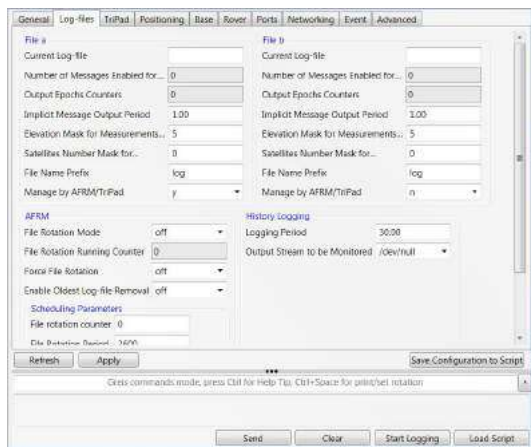 General Log-files TriPad Positioning Base Rover Ports Networking Event Advanced
File a
Current Log-file
Number of Messages Enabled for... 0
Output Epochs Counters 0
Implicit Message Output Period 1.00
Elevation Mask for Measurements... 5
Satellites Number Mask for... 0
File Name Prefix log
Manage by AFRM/TriPad y
File b
Current Log-file
Number of Messages Enabled for... 0
Output Epochs Counters 0
Implicit Message Output Period 1.00
Elevation Mask for Measurements... 5
Satellites Number Mask for... 0
File Name Prefix log
Manage by AFRM/TriPad n
AFRM
File Rotation Mode off
File Rotation Running Counter 0
Force File Rotation off
Enable Oldest Log-file Removal off
Scheduling Parameters
File rotation counter 0
File Rotation Period 3600
History Logging
Logging Period 30.00
Output Stream to be Monitored /dev/null
Refresh Apply Save Configuration to Script
Greis commands mode, press Ctrl for Help Tip, Ctrl+Space for print/set rotation
Send Clear Start Logging Load Script